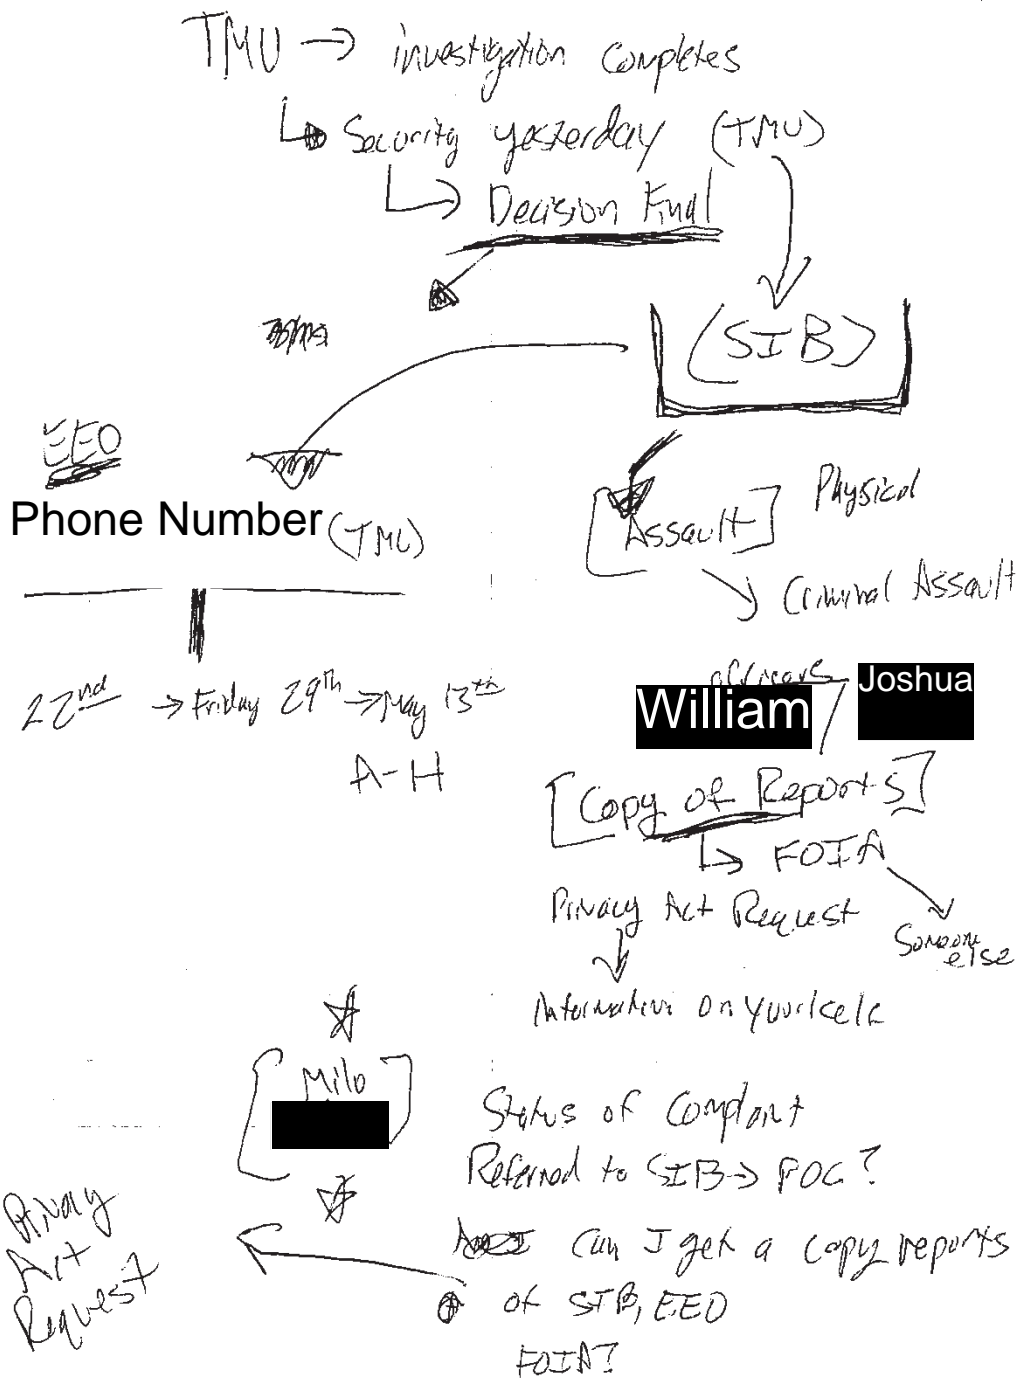 TMU → investigation completes
↳ Security yesterday (TMU)
↳ Decision Final
(SIB)
EEO
Phone Number (TMU)
[Assault] Physical
Criminal Assault
22nd → Friday 29th → May 13th
A-H
officers
William / Joshua
[Copy of Reports]
↳ FOIA
Privacy Act Request
Someone else
Information on yourself
[Milo]
Status of Complaint
Referred to SIB → POC?
Privacy
Act
Request
Can I get a copy reports
of SIB, EEO
FOIA?